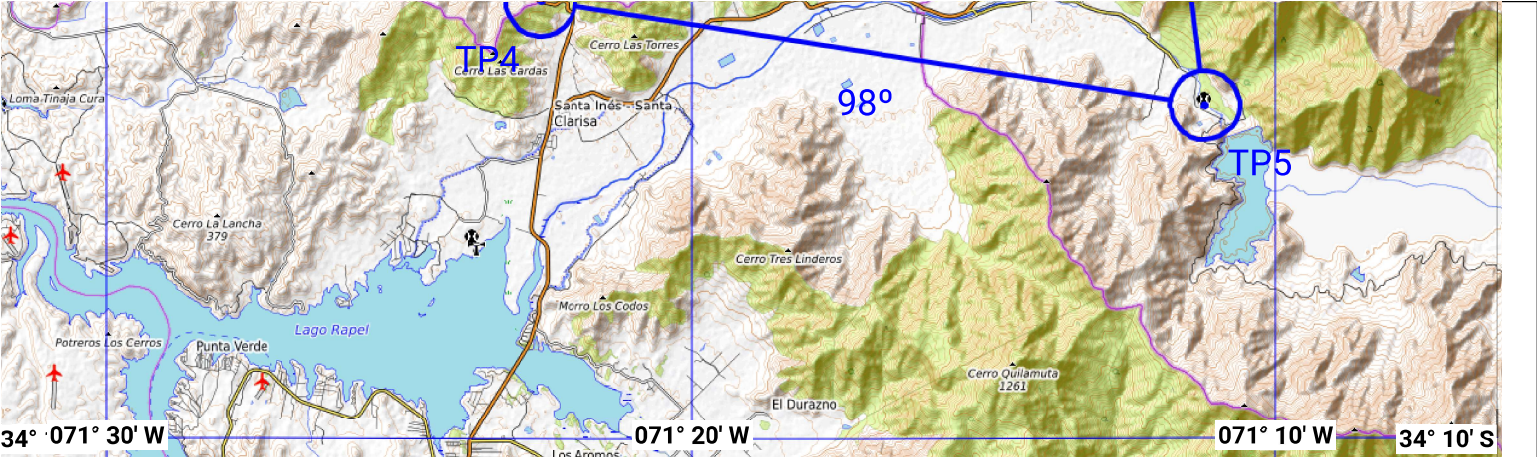 TP4
Cerro Las Torres
Cerro Las Cardas
Loma Tinaja Cura
Santa Inés - Santa
Clarisa
98º
TP5
Cerro La Lancha
379
Cerro Tres Linderos
Morro Los Codos
Lago Rapel
Potreros Los Cerros
Punta Verde
Cerro Quilamuta
1261
El Durazno
34°
071° 30' W
071° 20' W
071° 10' W
34° 10' S
Los Aromos